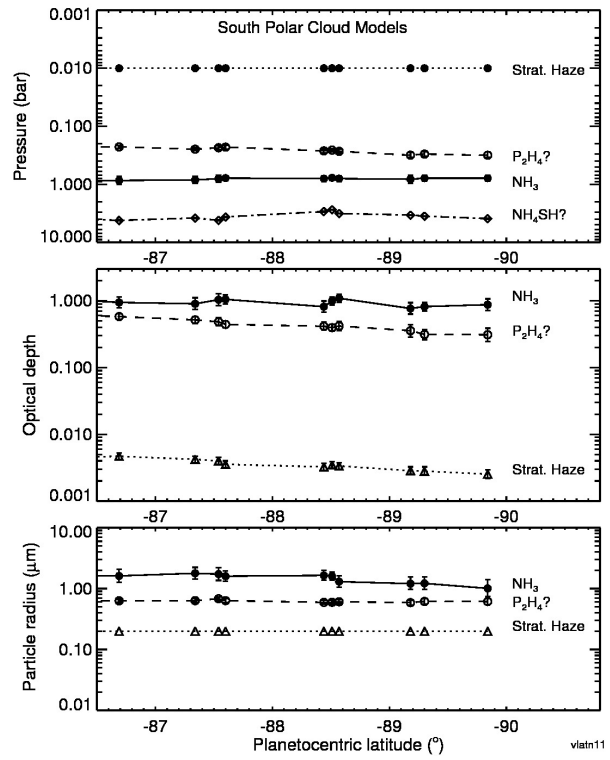 South Polar Cloud Models
0.001
0.010
0.100
1.000
10.000
Pressure (bar)
Strat. Haze
P₂H₄?
NH₃
NH₄SH?
-87 -88 -89 -90
1.000
0.100
0.010
0.001
Optical depth
NH₃
P₂H₄?
Strat. Haze
-87 -88 -89 -90
10.00
1.00
0.10
0.01
Particle radius (μm)
NH₃
P₂H₄?
Strat. Haze
-87 -88 -89 -90
Planetocentric latitude (°)
vlatn11